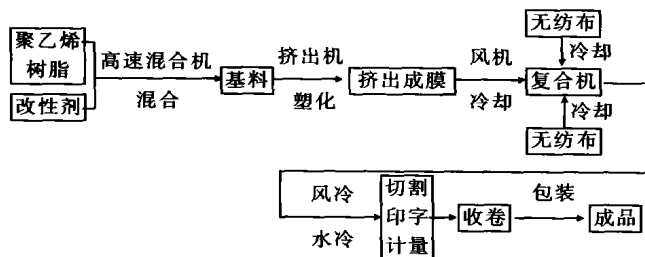 无纺布
聚乙烯
树脂
高速混合机
挤出机
风机
冷却
基料
挤出成膜
复合机
改性剂
混合
塑化
冷却
冷却
无纺布
风冷
切割
包装
印字
收卷
成品
水冷
计量